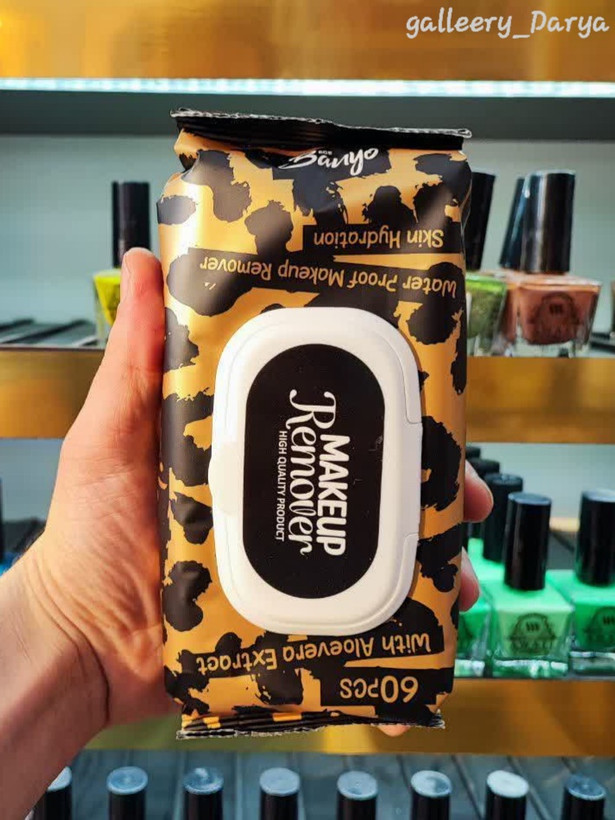 galleery_Darya
Banyo
Skin Hydration
Water Proof Makeup Remover
MAKEUP
Remover
HIGH QUALITY PRODUCT
With Aloevera Extract
60PCS